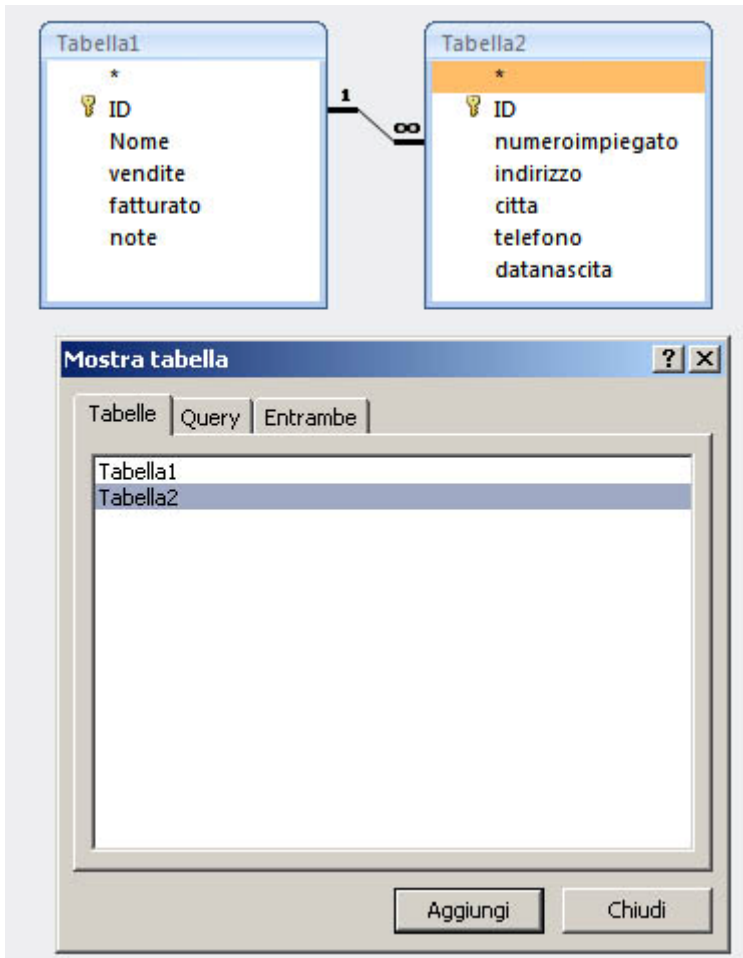 Tabella1
*
ID
Nome
vendite
fatturato
note
1
∞
Tabella2
*
ID
numeroimpiegato
indirizzo
citta
telefono
datanascita
Mostra tabella
Tabelle Query Entrambe
Tabella1
Tabella2
Aggiungi Chiudi